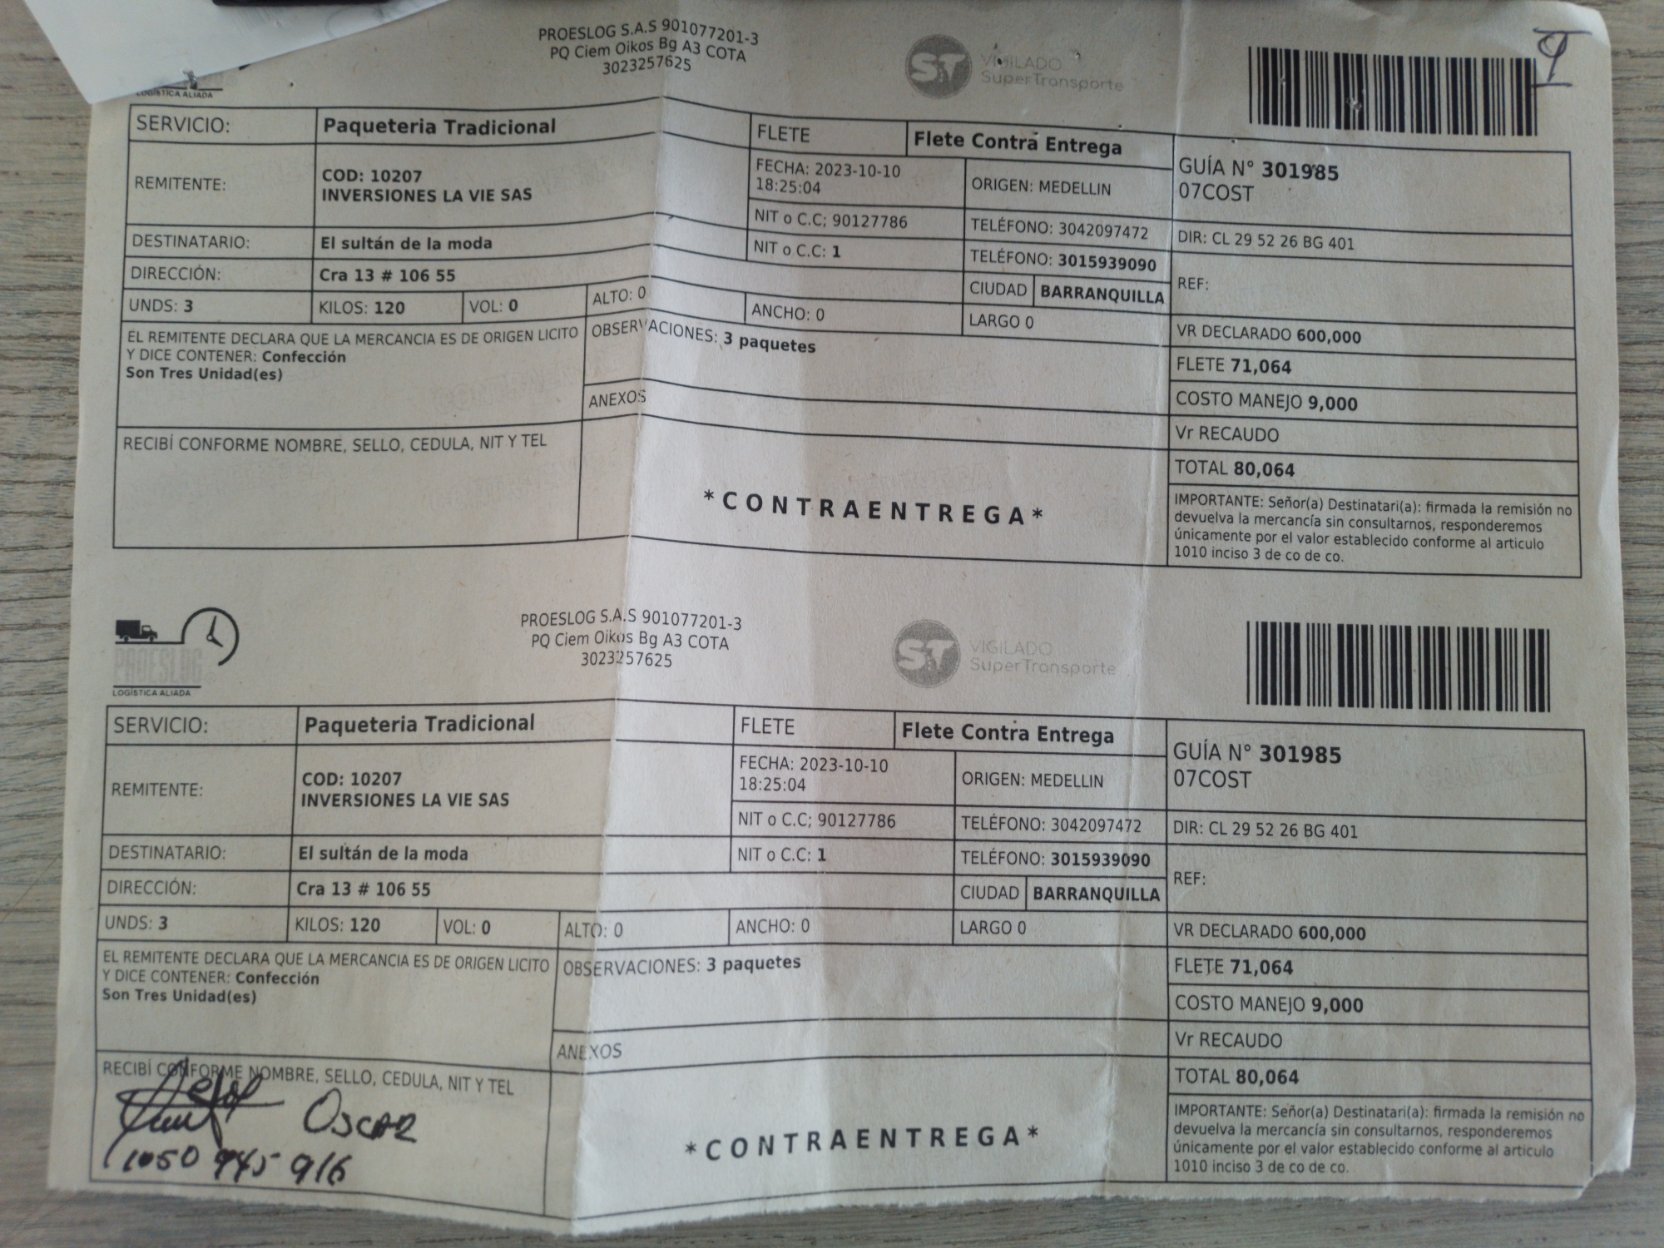 PROESLOG S.A.S 901077201-3
PQ Ciem Oikos Bg A3 COTA
3023257625
LOGÍSTICA ALIADA
ST VIGILADO
SuperTransporte
SERVICIO: Paqueteria Tradicional FLETE Flete Contra Entrega
REMITENTE: COD: 10207
INVERSIONES LA VIE SAS
FECHA: 2023-10-10
18:25:04
ORIGEN: MEDELLIN
GUÍA N° 301985
07COST
NIT o C.C; 90127786 TELÉFONO: 3042097472 DIR: CL 29 52 26 BG 401
DESTINATARIO: El sultán de la moda NIT o C.C: 1 TELÉFONO: 3015939090
DIRECCIÓN: Cra 13 # 106 55 CIUDAD BARRANQUILLA REF:
UNDS: 3 KILOS: 120 VOL: 0 ALTO: 0 ANCHO: 0 LARGO 0
EL REMITENTE DECLARA QUE LA MERCANCIA ES DE ORIGEN LICITO
Y DICE CONTENER: Confección
Son Tres Unidad(es)
OBSERVACIONES: 3 paquetes
ANEXOS
VR DECLARADO 600,000
FLETE 71,064
COSTO MANEJO 9,000
Vr RECAUDO
TOTAL 80,064
RECIBÍ CONFORME NOMBRE, SELLO, CEDULA, NIT Y TEL
*CONTRAENTREGA*
IMPORTANTE: Señor(a) Destinatari(a): firmada la remisión no
devuelva la mercancía sin consultarnos, responderemos
únicamente por el valor establecido conforme al articulo
1010 inciso 3 de co de co.
PROESLOG S.A.S 901077201-3
PQ Ciem Oikos Bg A3 COTA
3023257625
PROESLOG
LOGÍSTICA ALIADA
ST VIGILADO
SuperTransporte
SERVICIO: Paqueteria Tradicional FLETE Flete Contra Entrega
REMITENTE: COD: 10207
INVERSIONES LA VIE SAS
FECHA: 2023-10-10
18:25:04
ORIGEN: MEDELLIN
GUÍA N° 301985
07COST
NIT o C.C; 90127786 TELÉFONO: 3042097472 DIR: CL 29 52 26 BG 401
DESTINATARIO: El sultán de la moda NIT o C.C: 1 TELÉFONO: 3015939090
DIRECCIÓN: Cra 13 # 106 55 CIUDAD BARRANQUILLA REF:
UNDS: 3 KILOS: 120 VOL: 0 ALTO: 0 ANCHO: 0 LARGO 0
EL REMITENTE DECLARA QUE LA MERCANCIA ES DE ORIGEN LICITO
Y DICE CONTENER: Confección
Son Tres Unidad(es)
OBSERVACIONES: 3 paquetes
ANEXOS
VR DECLARADO 600,000
FLETE 71,064
COSTO MANEJO 9,000
Vr RECAUDO
TOTAL 80,064
RECIBÍ CONFORME NOMBRE, SELLO, CEDULA, NIT Y TEL
OSCAR
1050 945 916
*CONTRAENTREGA*
IMPORTANTE: Señor(a) Destinatari(a): firmada la remisión no
devuelva la mercancía sin consultarnos, responderemos
únicamente por el valor establecido conforme al articulo
1010 inciso 3 de co de co.